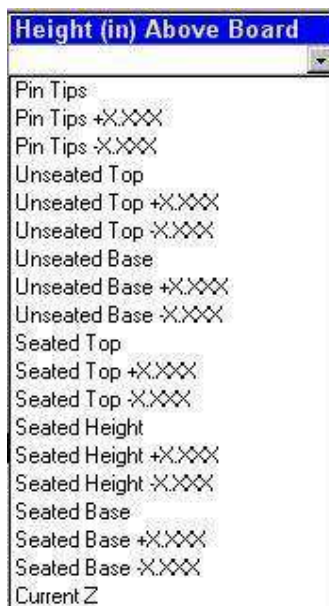 Height (in) Above Board
Pin Tips
Pin Tips +X.XXX
Pin Tips -X.XXX
Unseated Top
Unseated Top +X.XXX
Unseated Top -X.XXX
Unseated Base
Unseated Base +X.XXX
Unseated Base -X.XXX
Seated Top
Seated Top +X.XXX
Seated Top -X.XXX
Seated Height
Seated Height +X.XXX
Seated Height -X.XXX
Seated Base
Seated Base +X.XXX
Seated Base -X.XXX
Current Z